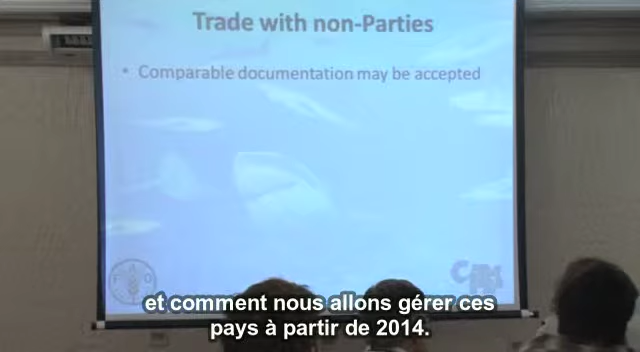 Trade with non-Parties
• Comparable documentation may be accepted
et comment nous allons gérer ces
pays à partir de 2014.